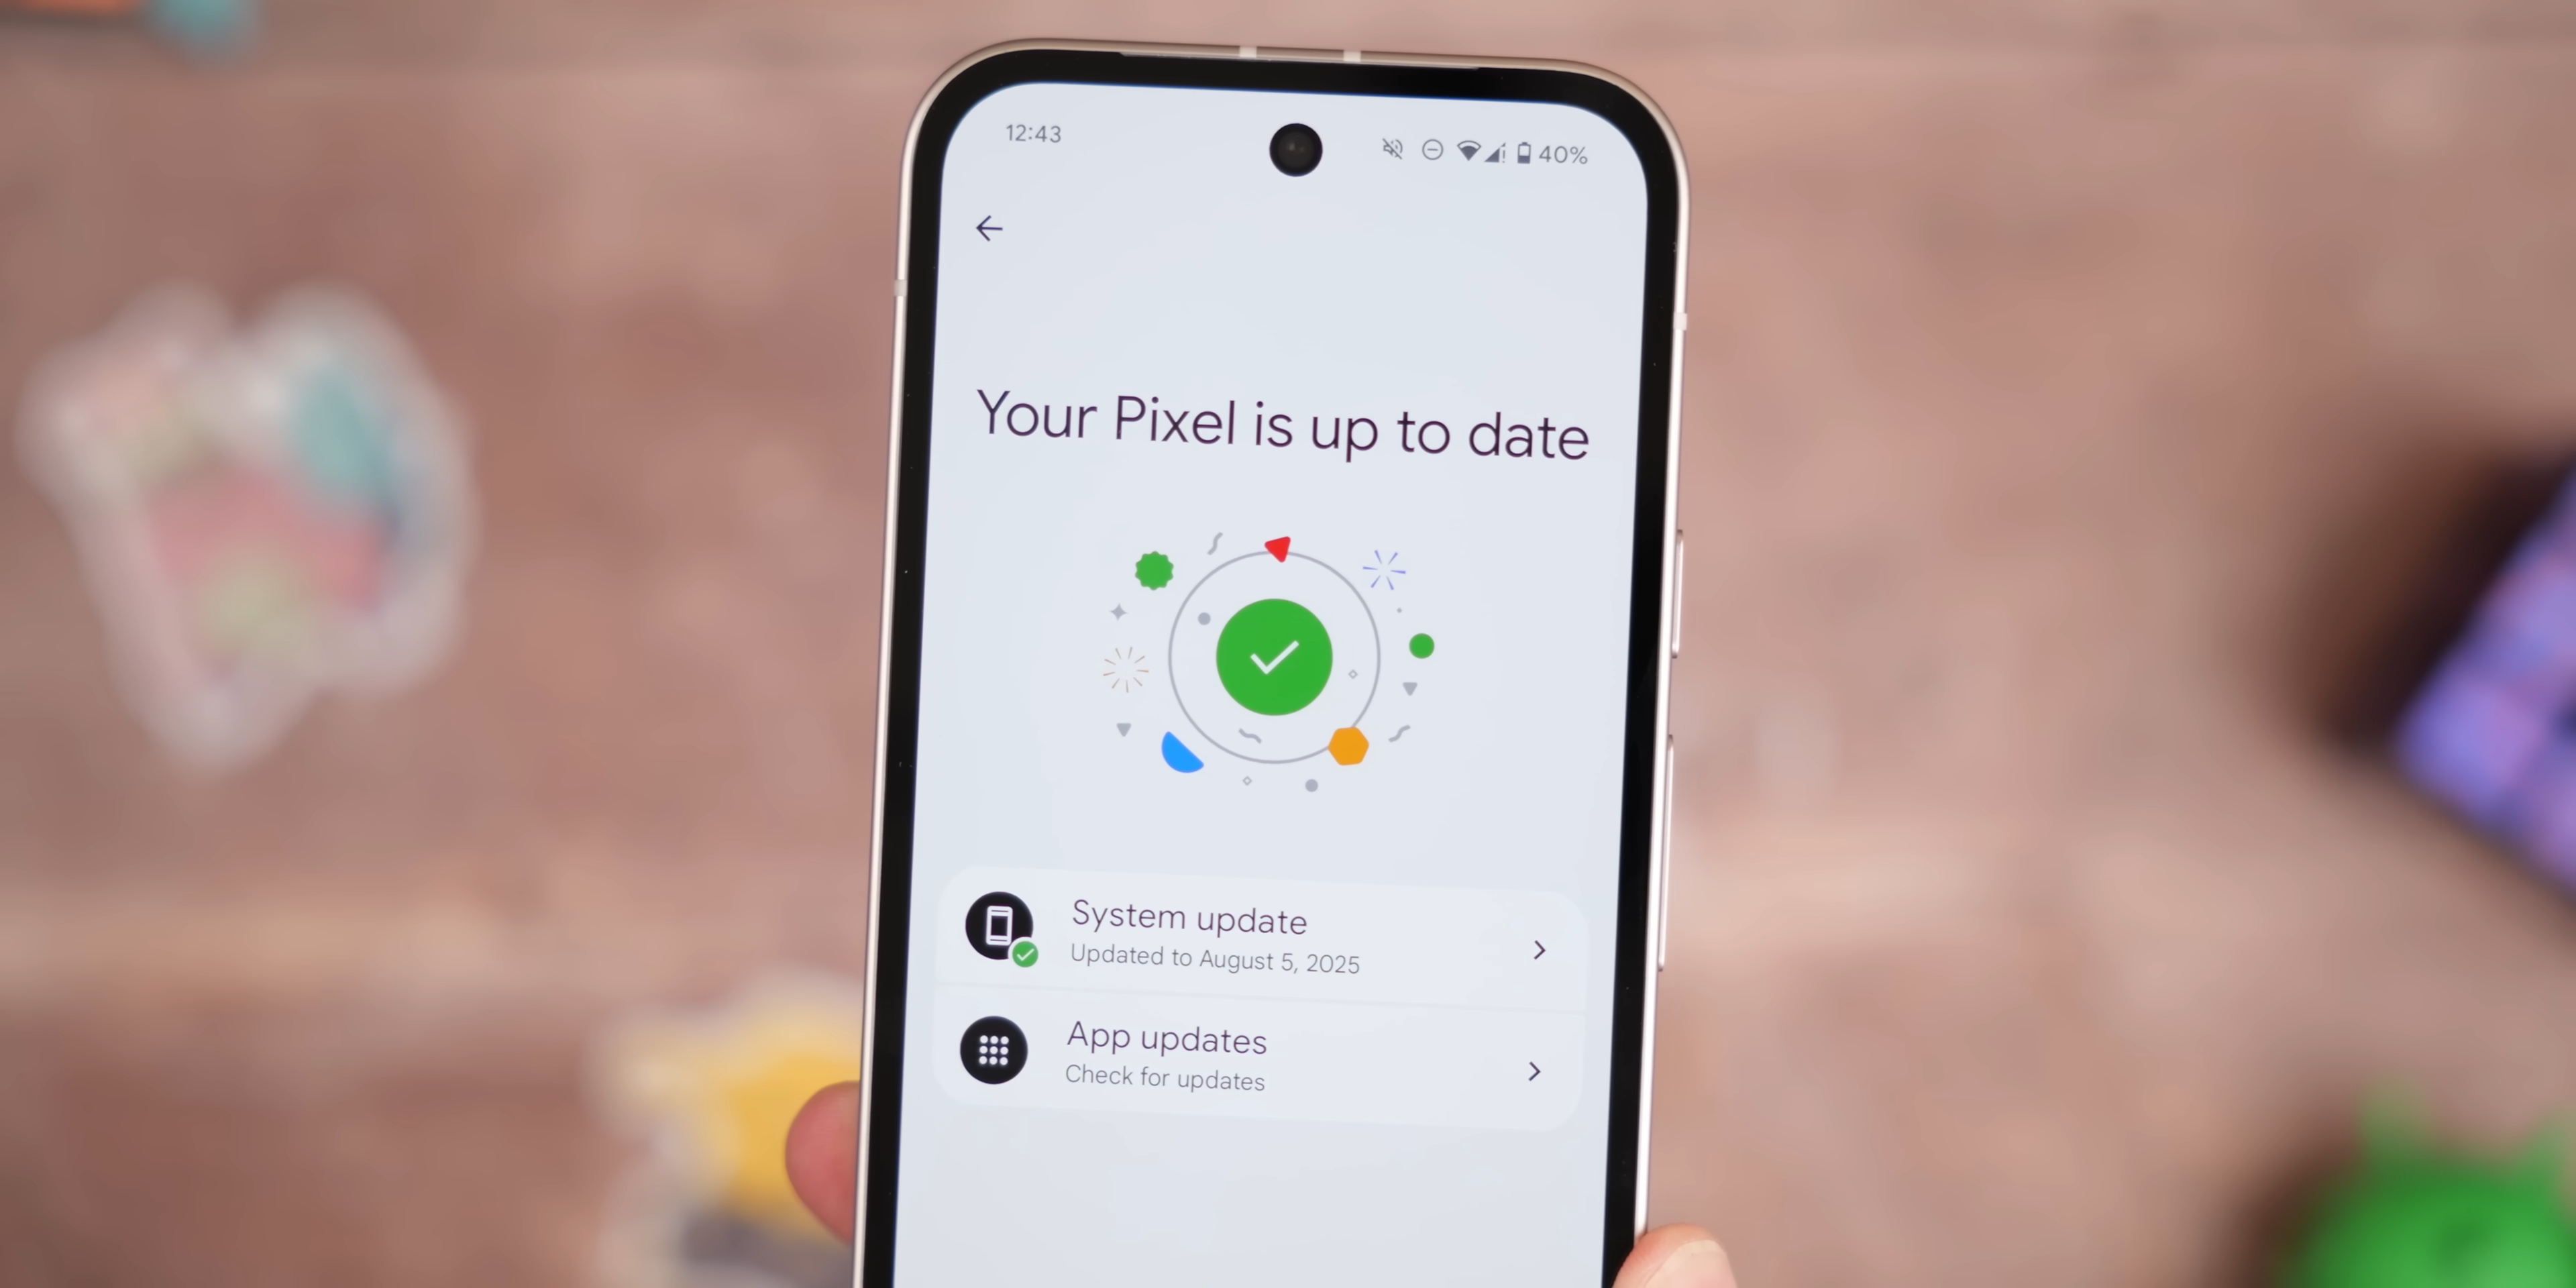 12:43 40%
Your Pixel is up to date
System update
Updated to August 5, 2025
App updates
Check for updates